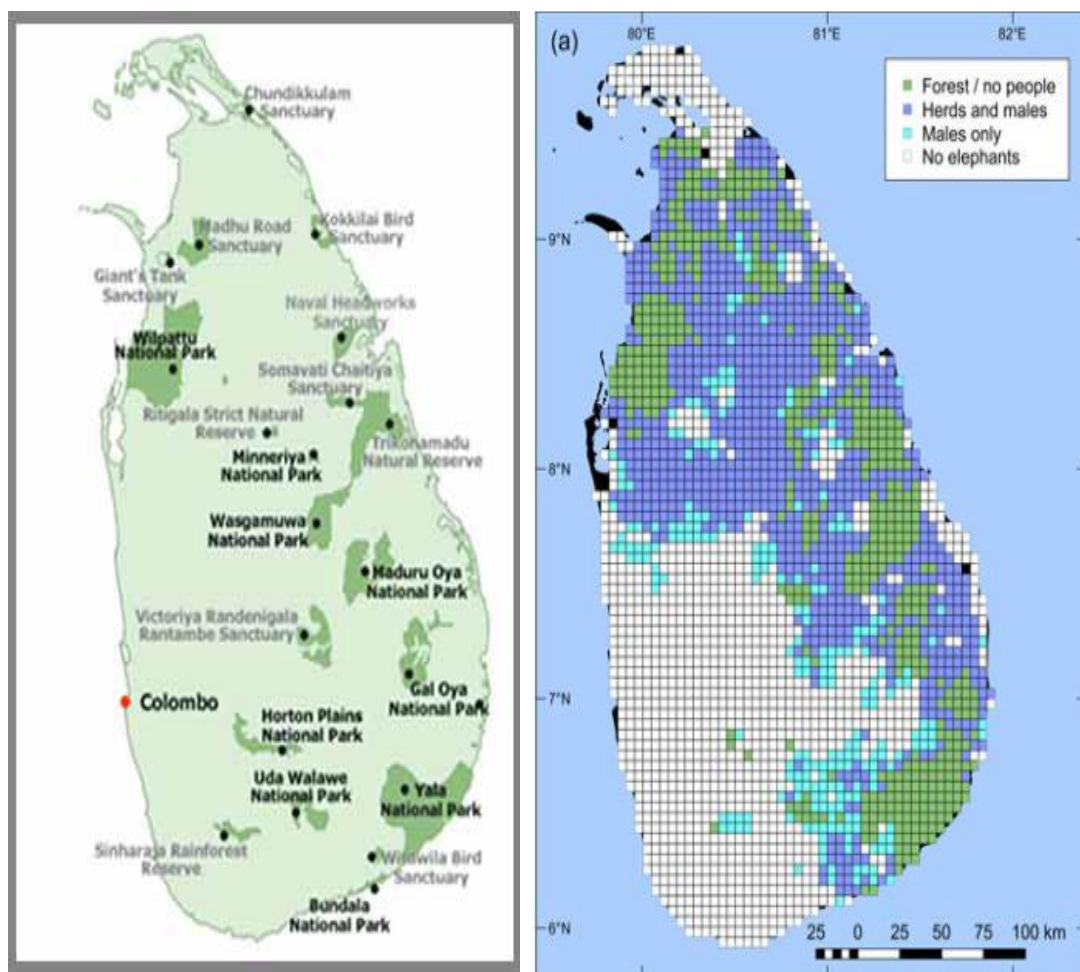 Chundikkulam
Sanctuary
Madhu Road
Sanctuary
Kokkilai Bird
Sanctuary
Giant's Tank
Sanctuary
Naval Headworks
Sanctuary
Wilpattu
National Park
Somavati Chaitiya
Sanctuary
Ritigala Strict Natural
Reserve
Trikonamadu
Natural Reserve
Minneriya
National Park
Wasgamuwa
National Park
Maduru Oya
National Park
Victoriya Randenigala
Rantambe Sanctuary
Gal Oya
National Park
Colombo
Horton Plains
National Park
Uda Walawe
National Park
Yala
National Park
Sinharaja Rainforest
Reserve
Wirawila Bird
Sanctuary
Bundala
National Park
(a)
80°E
81°E
82°E
Forest / no people
Herds and males
Males only
No elephants
9°N
8°N
7°N
6°N
25 0 25 50 75 100 km